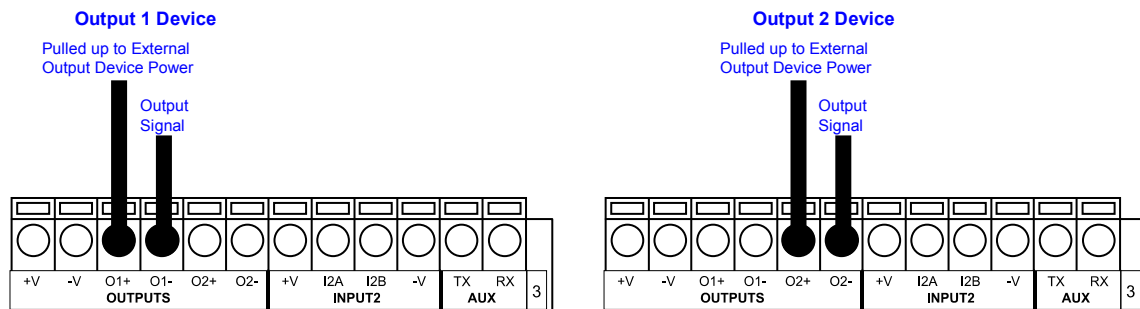 Output 1 Device
Pulled up to External
Output Device Power
Output
Signal
+V -V O1+ O1- O2+ O2- +V I2A I2B -V TX RX
OUTPUTS INPUT2 AUX 3
Output 2 Device
Pulled up to External
Output Device Power
Output
Signal
+V -V O1+ O1- O2+ O2- +V I2A I2B -V TX RX
OUTPUTS INPUT2 AUX 3